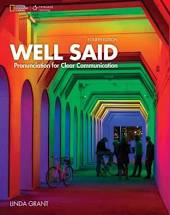 NATIONAL GEOGRAPHIC LEARNING
CENGAGE Learning
FOURTH EDITION
WELL SAID
Pronunciation for Clear Communication
LINDA GRANT